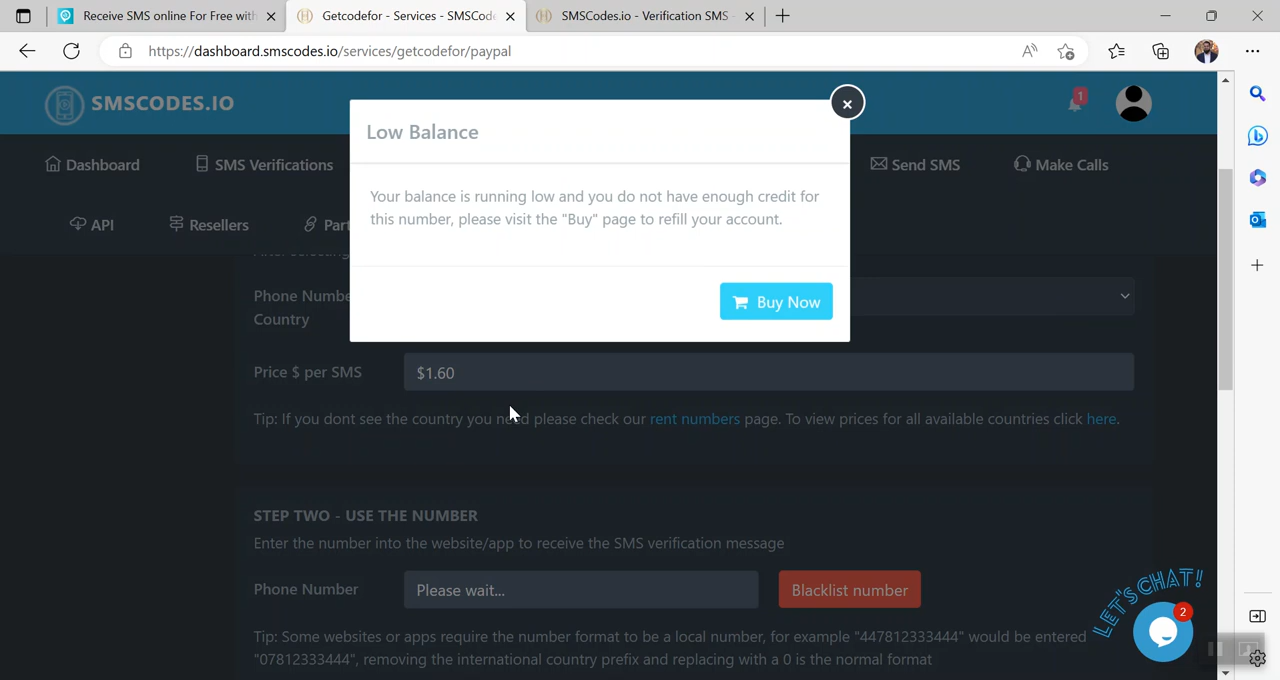 Receive SMS online For Free with
Getcodefor - Services - SMSCode
SMSCodes.io - Verification SMS -
https://dashboard.smscodes.io/services/getcodefor/paypal
SMSCODES.IO
1
Low Balance
Dashboard
SMS Verifications
Send SMS
Make Calls
Your balance is running low and you do not have enough credit for
this number, please visit the "Buy" page to refill your account.
API
Resellers
Part
Buy Now
Phone Numbe
Country
Price $ per SMS
$1.60
Tip: If you dont see the country you need please check our rent numbers page. To view prices for all available countries click here.
STEP TWO - USE THE NUMBER
Enter the number into the website/app to receive the SMS verification message
Phone Number
Please wait...
Blacklist number
LET'S CHAT!
2
Tip: Some websites or apps require the number format to be a local number, for example "447812333444" would be entered
"07812333444", removing the international country prefix and replacing with a 0 is the normal format